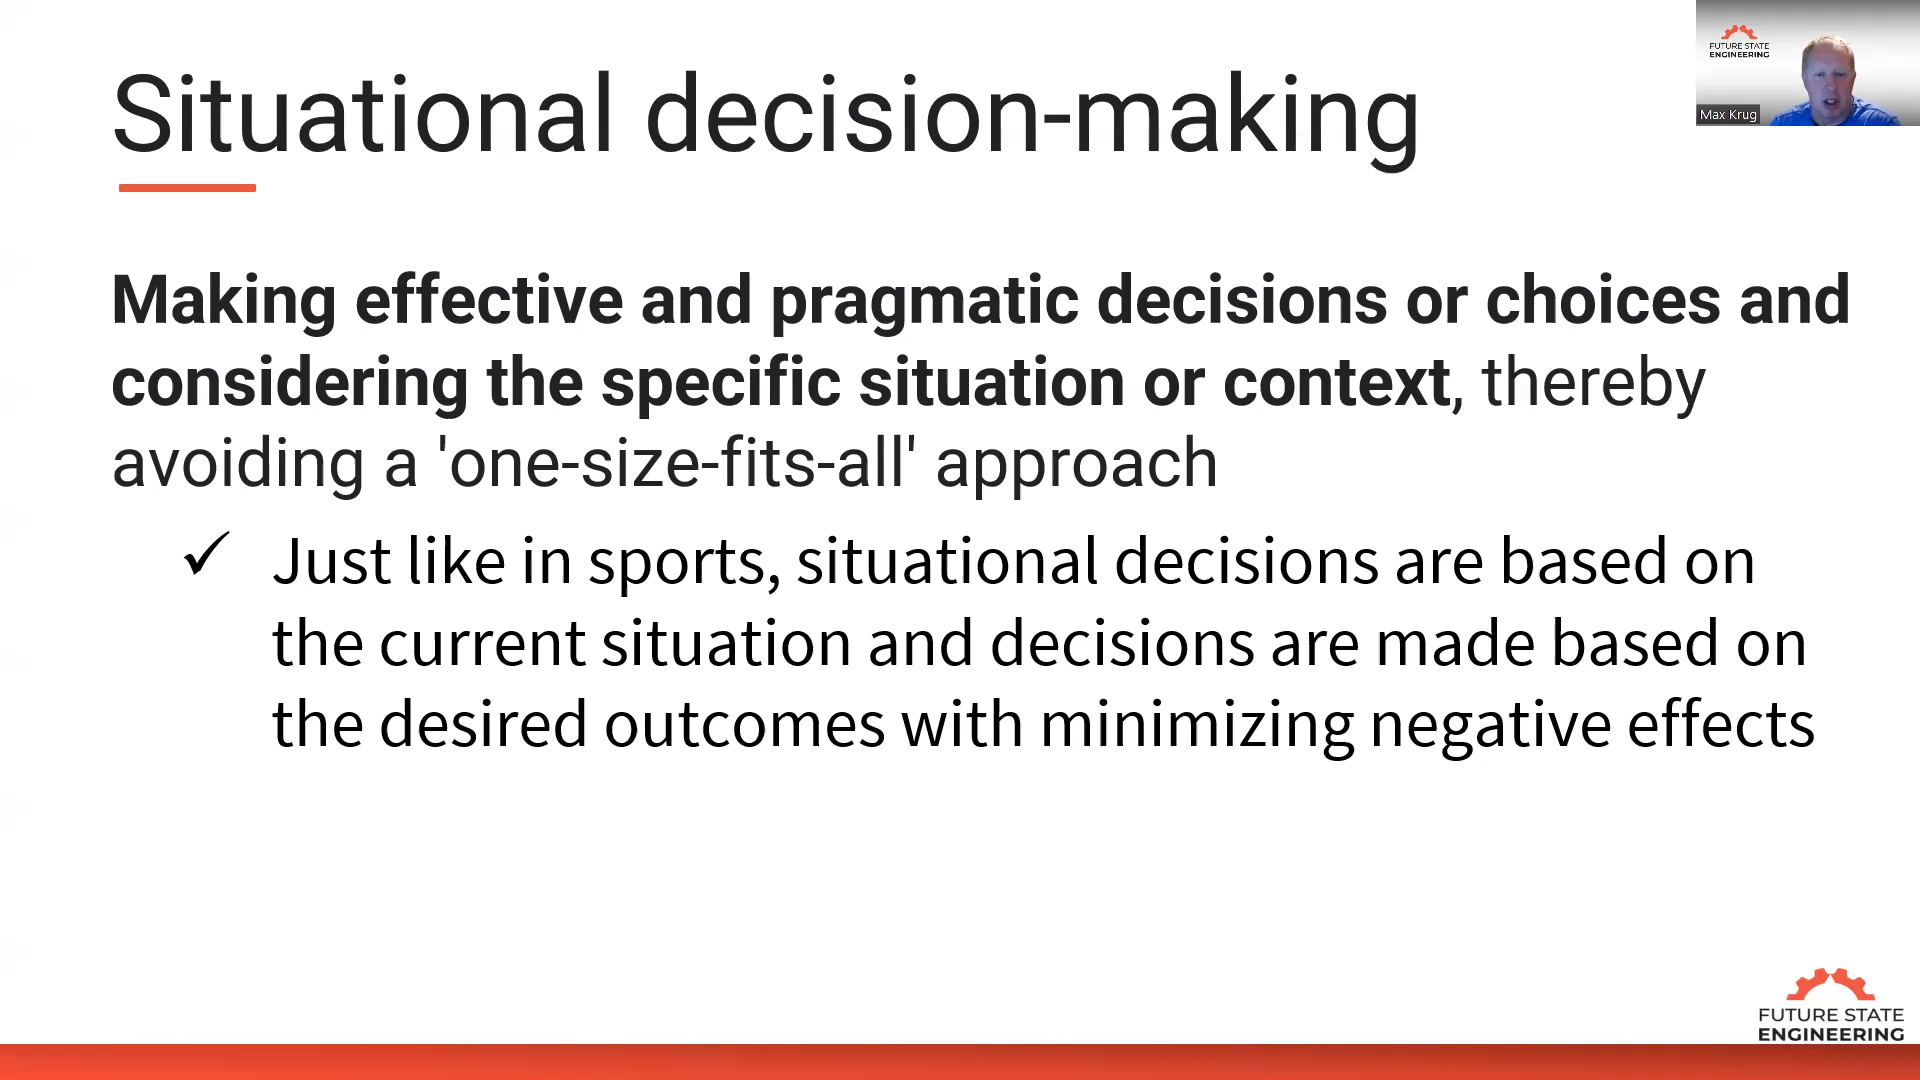 Situational decision-making
FUTURE STATE
ENGINEERING
Max Krug
Making effective and pragmatic decisions or choices and
considering the specific situation or context, thereby
avoiding a 'one-size-fits-all' approach
✓ Just like in sports, situational decisions are based on
the current situation and decisions are made based on
the desired outcomes with minimizing negative effects
FUTURE STATE
ENGINEERING